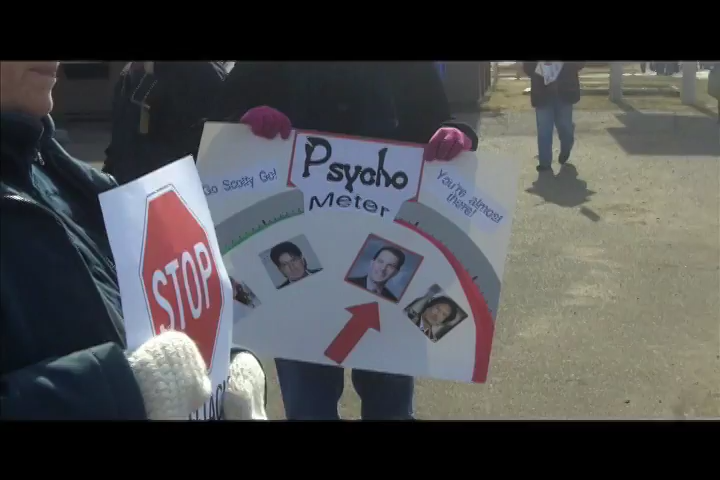 Go Scotty Go!
Psycho
Meter
You're almost
there!
STOP